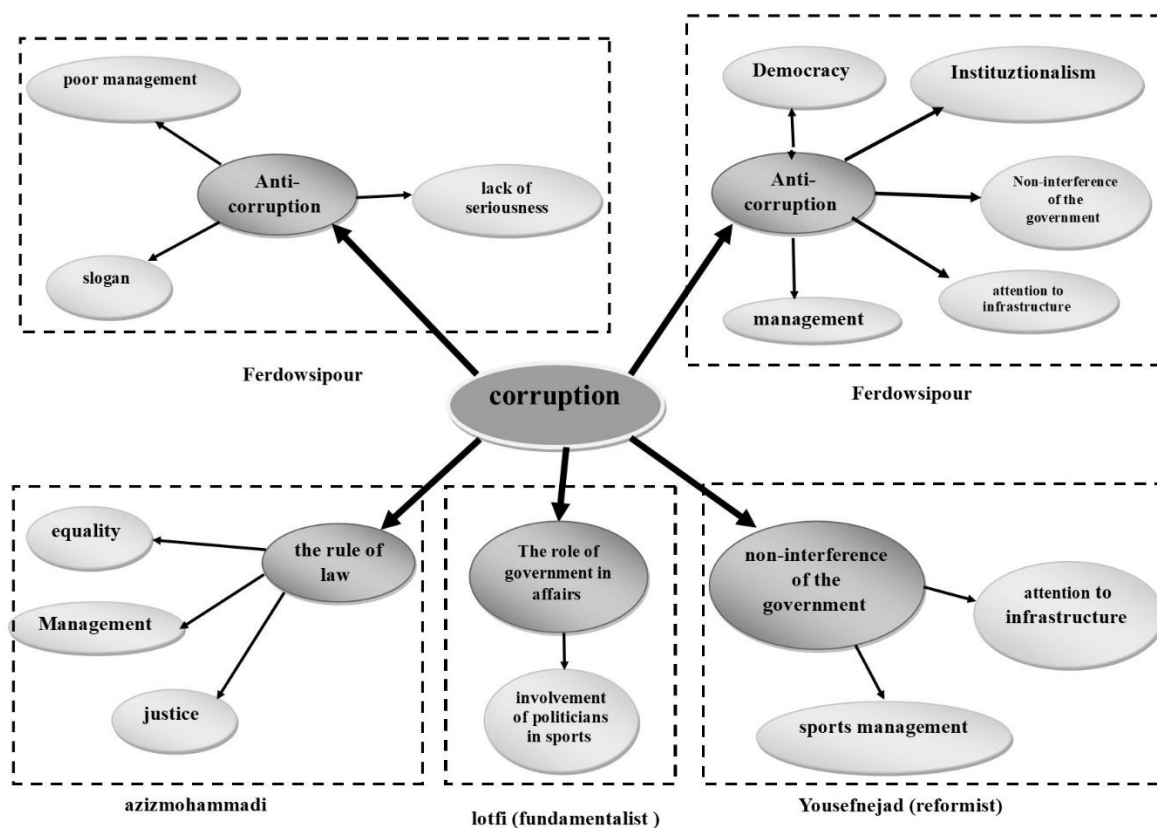 poor management
Anti-
corruption
lack of
seriousness
slogan
Ferdowsipour
Democracy
Instituztionalism
Anti-
corruption
Non-interference
of the
government
attention to
infrastructure
management
Ferdowsipour
corruption
equality
the rule of
law
Management
justice
azizmohammadi
The role of
government in
affairs
involvement
of politicians
in sports
lotfi (fundamentalist )
non-interference
of the
government
attention to
infrastructure
sports management
Yousefnejad (reformist)